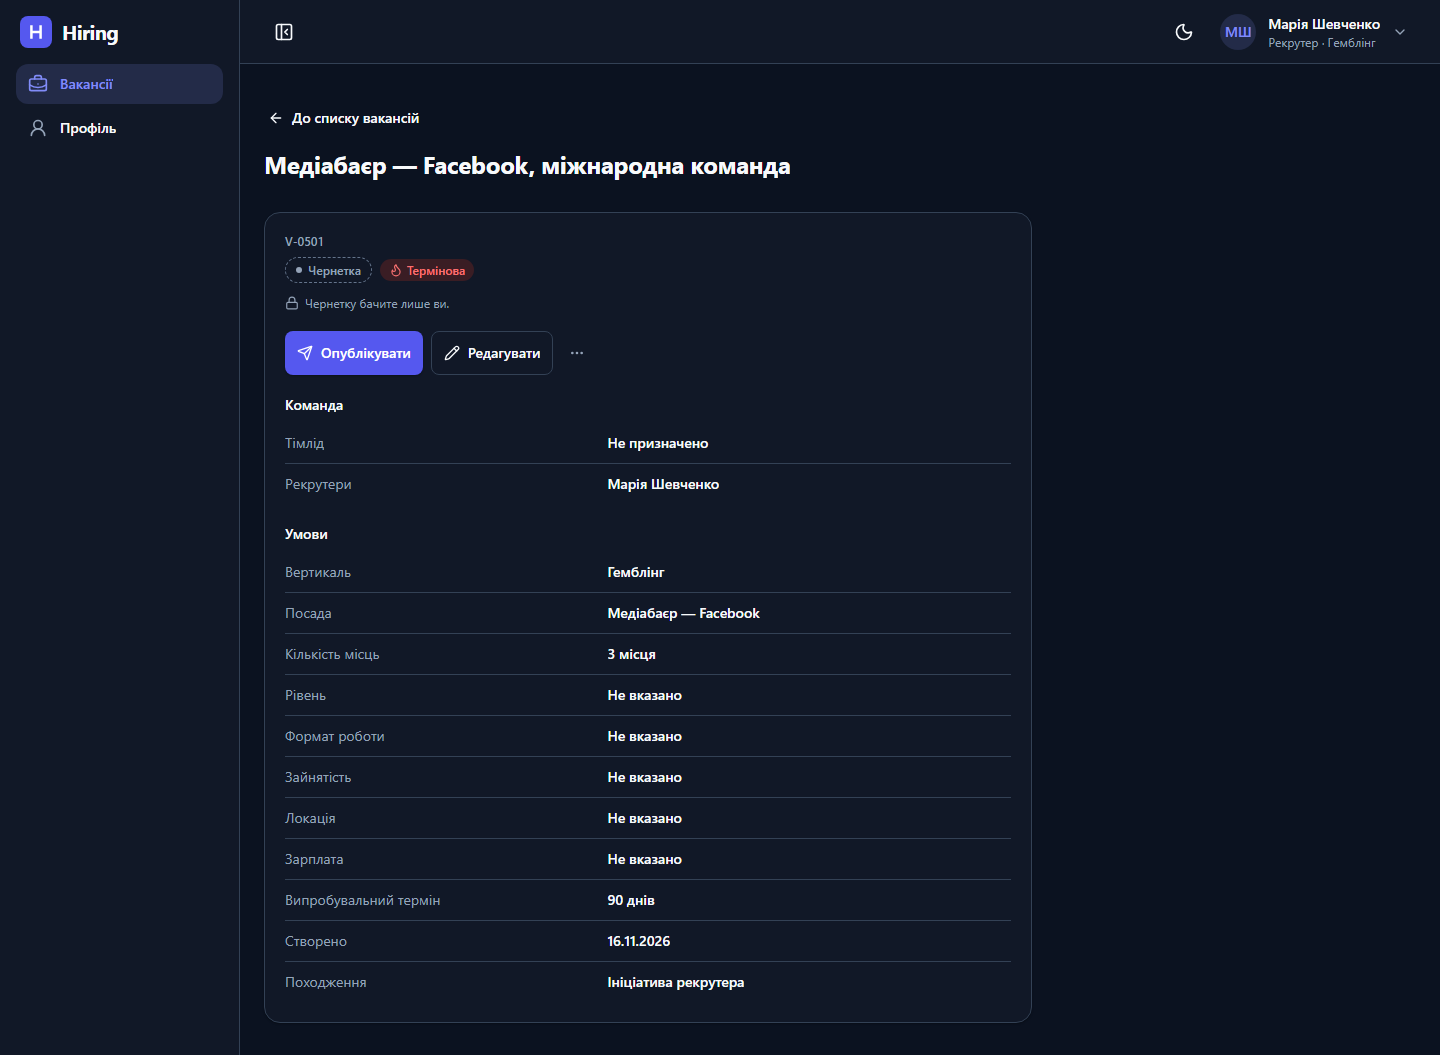 H Hiring
Вакансії
Профіль
МШ
Марія Шевченко
Рекрутер · Гемблінг
До списку вакансій
Медіабаєр — Facebook, міжнародна команда
V-0501
Чернетка
Термінова
Чернетку бачите лише ви.
Опублікувати
Редагувати
Команда
Тімлід Не призначено
Рекрутери Марія Шевченко
Умови
Вертикаль Гемблінг
Посада Медіабаєр — Facebook
Кількість місць 3 місця
Рівень Не вказано
Формат роботи Не вказано
Зайнятість Не вказано
Локація Не вказано
Зарплата Не вказано
Випробувальний термін 90 днів
Створено 16.11.2026
Походження Ініціатива рекрутера